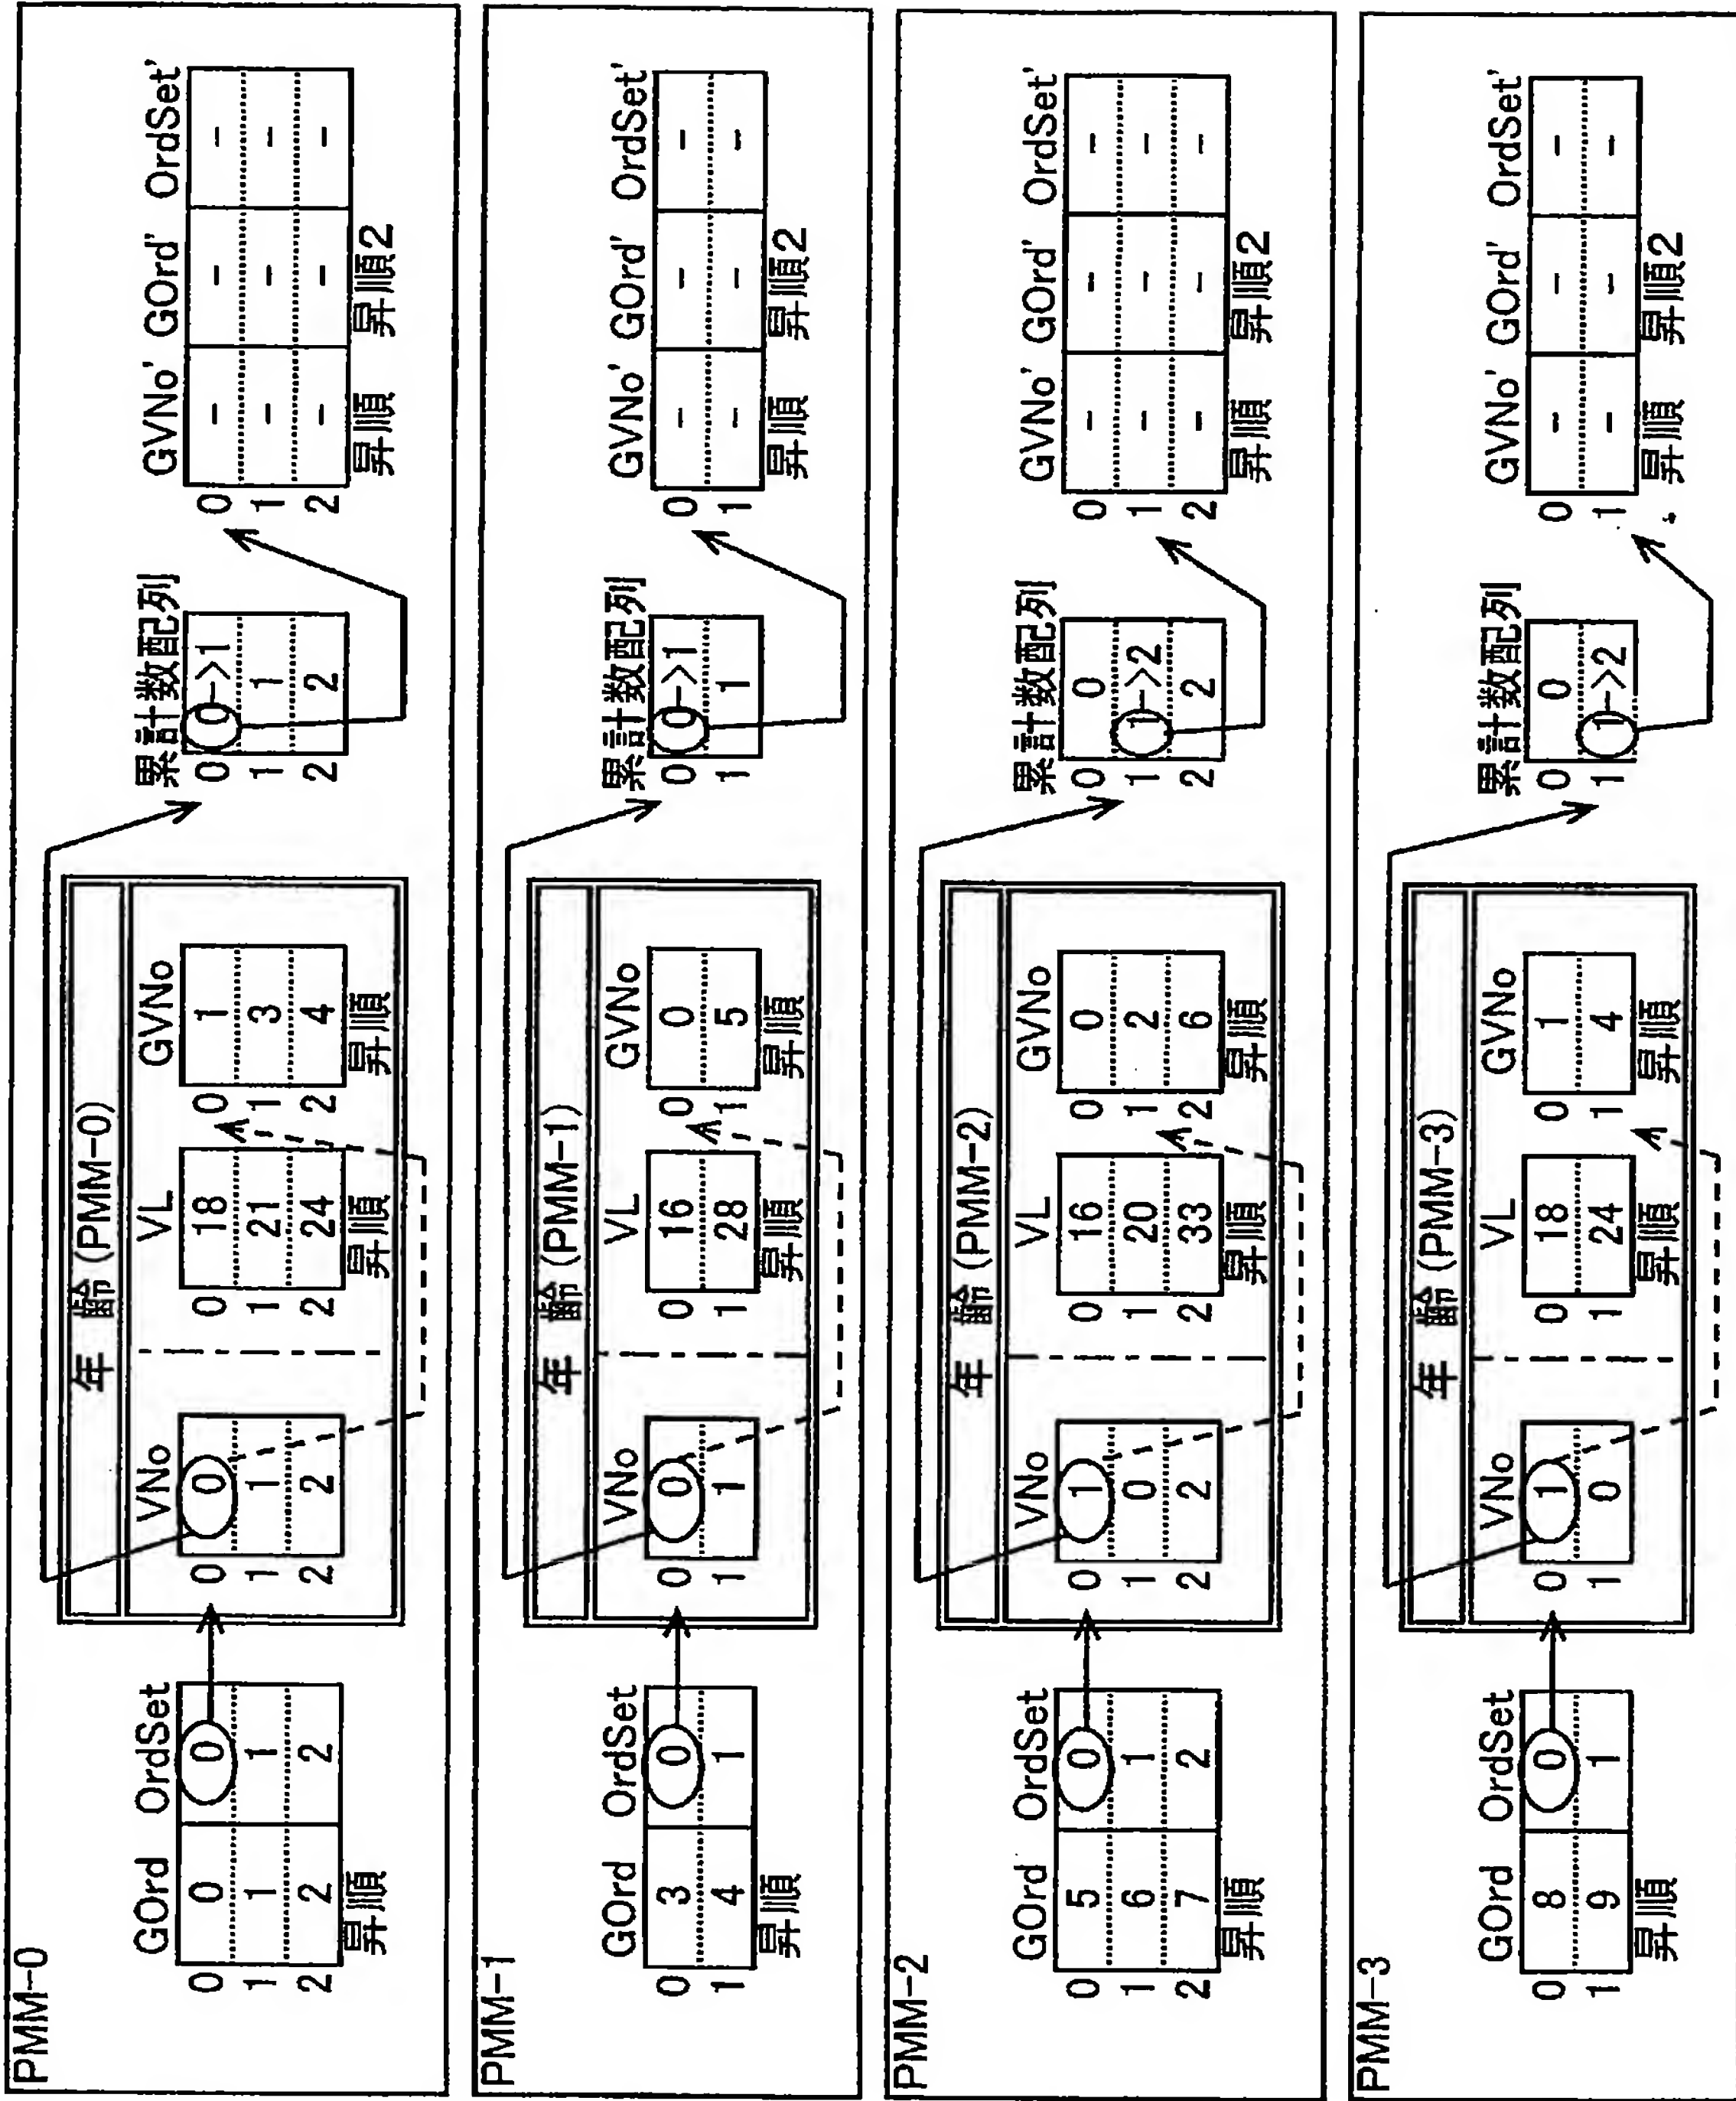 PMM-0
年 齢 (PMM-0)
GOrd OrdSet VNo VL GVNo 累計数配列 GVNo' GOrd' OrdSet'
0 0 0 0 0 0 18 0 1 0 0->1 0 - - -
1 1 1 1 1 1 21 1 3 1 1 1 - - -
2 2 2 2 2 2 24 2 4 2 2 2 - - -
昇順 昇順 昇順 昇順 昇順2
PMM-1
年 齢 (PMM-1)
GOrd OrdSet VNo VL GVNo 累計数配列 GVNo' GOrd' OrdSet'
0 3 0 0 0 0 16 0 0 0 0->1 0 - - -
1 4 1 1 1 1 28 1 5 1 1 1 - - -
昇順 昇順 昇順 昇順 昇順2
PMM-2
年 齢 (PMM-2)
GOrd OrdSet VNo VL GVNo 累計数配列 GVNo' GOrd' OrdSet'
0 5 0 0 1 0 16 0 0 0 0 0 - - -
1 6 1 1 0 1 20 1 2 1 1->2 1 - - -
2 7 2 2 2 2 33 2 6 2 2 2 - - -
昇順 昇順 昇順 昇順 昇順2
PMM-3
年 齢 (PMM-3)
GOrd OrdSet VNo VL GVNo 累計数配列 GVNo' GOrd' OrdSet'
0 8 0 0 1 0 18 0 1 0 0 0 - - -
1 9 1 1 0 1 24 1 4 1 1->2 1 - - -
昇順 昇順 昇順 昇順 昇順2